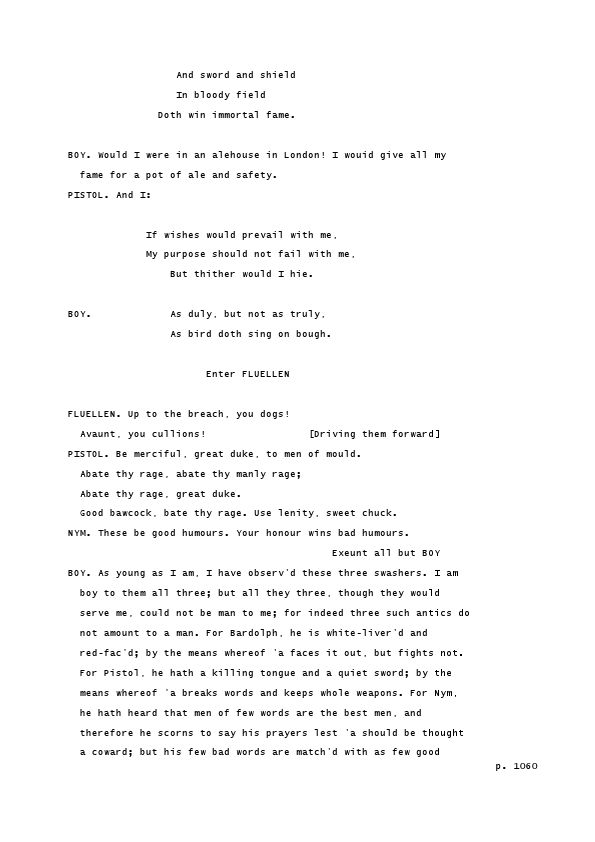 And sword and shield
In bloody field
Doth win immortal fame.
BOY. Would I were in an alehouse in London! I wouid give all my
fame for a pot of ale and safety.
PISTOL. And I:
If wishes would prevail with me,
My purpose should not fail with me,
But thither would I hie.
BOY. As duly, but not as truly,
As bird doth sing on bough.
Enter FLUELLEN
FLUELLEN. Up to the breach, you dogs!
Avaunt, you cullions! [Driving them forward]
PISTOL. Be merciful, great duke, to men of mould.
Abate thy rage, abate thy manly rage;
Abate thy rage, great duke.
Good bawcock, bate thy rage. Use lenity, sweet chuck.
NYM. These be good humours. Your honour wins bad humours.
Exeunt all but BOY
BOY. As young as I am, I have observ'd these three swashers. I am
boy to them all three; but all they three, though they would
serve me, could not be man to me; for indeed three such antics do
not amount to a man. For Bardolph, he is white-liver'd and
red-fac'd; by the means whereof 'a faces it out, but fights not.
For Pistol, he hath a killing tongue and a quiet sword; by the
means whereof 'a breaks words and keeps whole weapons. For Nym,
he hath heard that men of few words are the best men, and
therefore he scorns to say his prayers lest 'a should be thought
a coward; but his few bad words are match'd with as few good
p. 1060